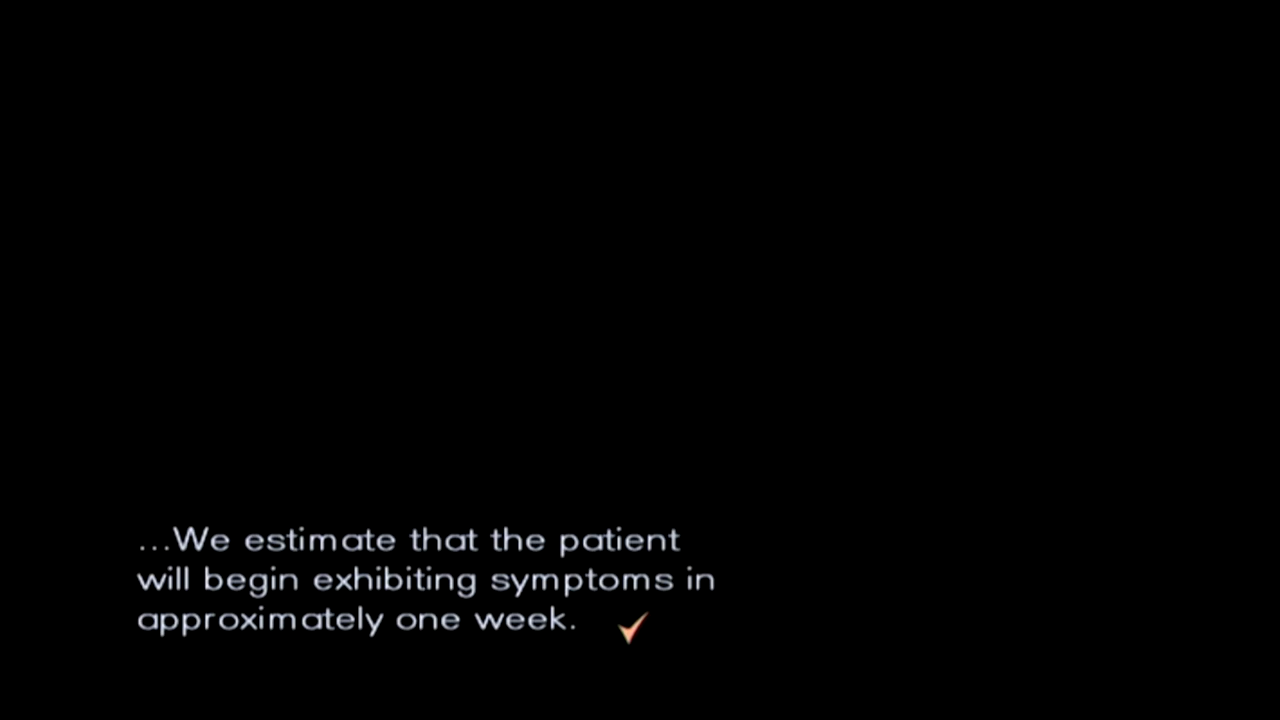 ...We estimate that the patient
will begin exhibiting symptoms in
approximately one week.